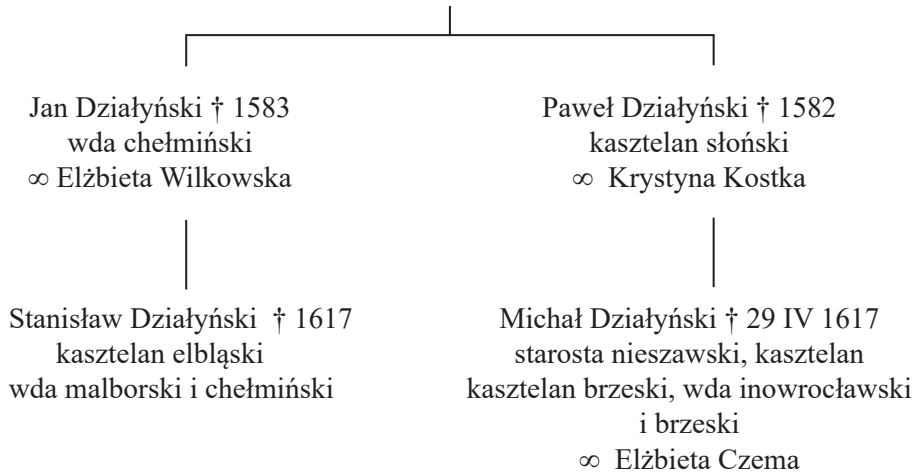 Jan Działyński † 1583
wda chełmiński
∞ Elżbieta Wilkowska
Paweł Działyński † 1582
kasztelan słoński
∞ Krystyna Kostka
Stanisław Działyński † 1617
kasztelan elbląski
wda malborski i chełmiński
Michał Działyński † 29 IV 1617
starosta nieszawski, kasztelan
kasztelan brzeski, wda inowrocławski
i brzeski
∞ Elżbieta Czema